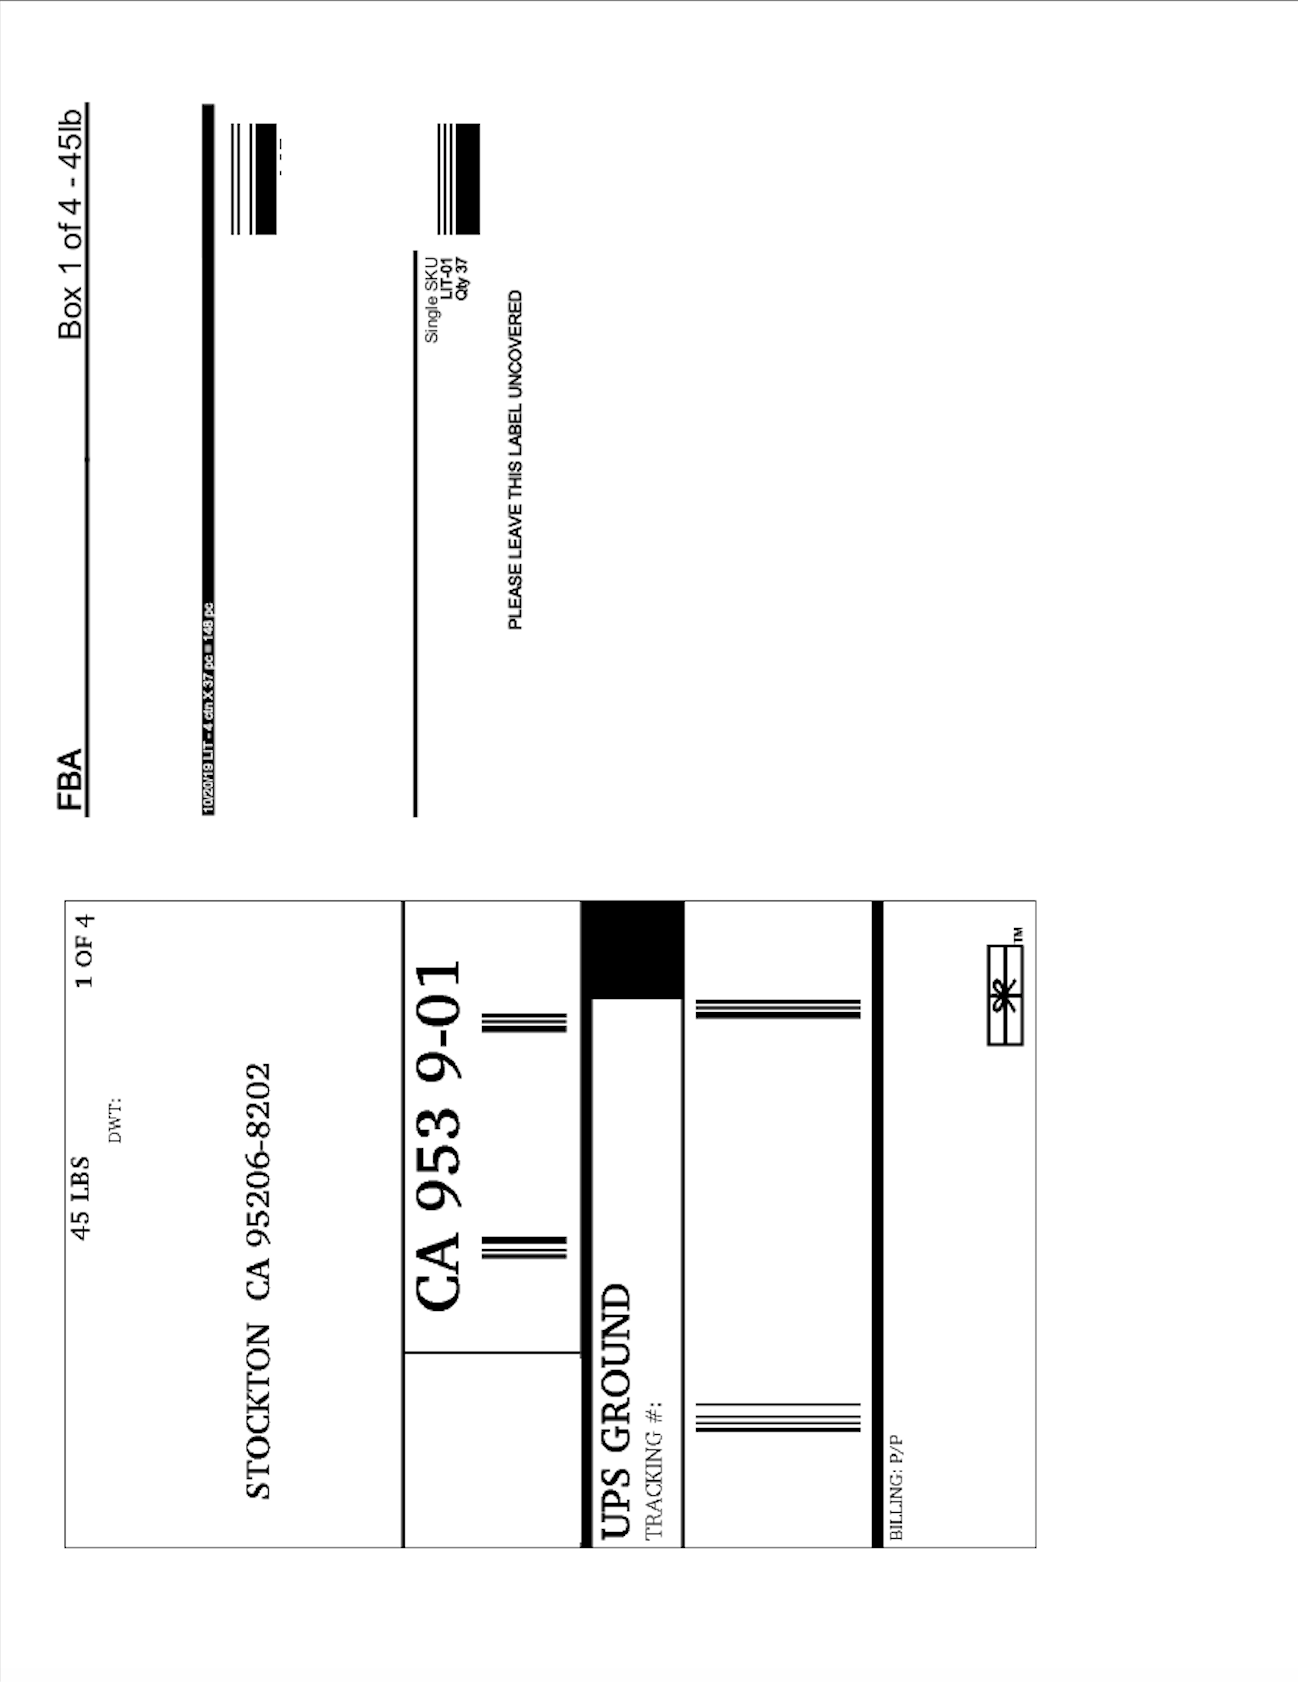 FBA
Box 1 of 4 - 45lb
10/20/19 LIT - 4 ctn X 37 pc = 148 pc
Single SKU
LIT-01
Qty 37
PLEASE LEAVE THIS LABEL UNCOVERED
45 LBS
1 OF 4
DWT:
STOCKTON CA 95206-8202
CA 953 9-01
UPS GROUND
TRACKING #:
BILLING: P/P
TM